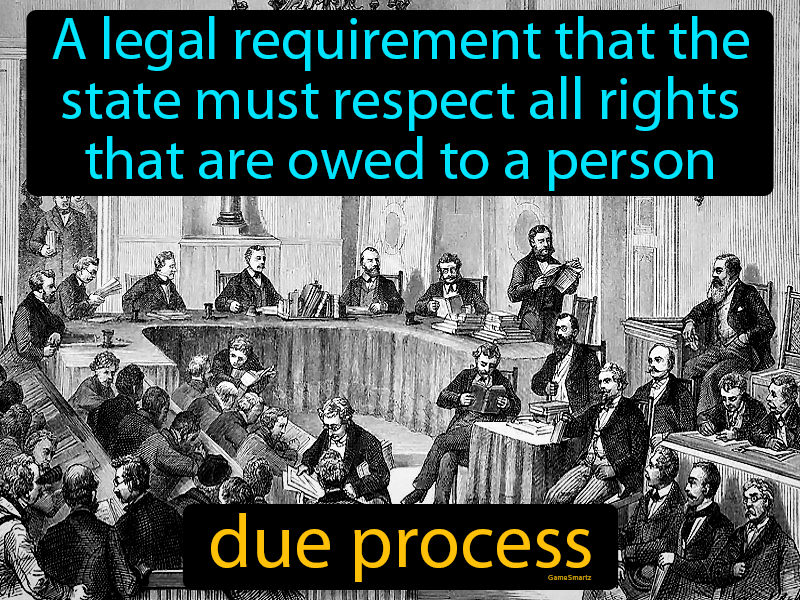 A legal requirement that the
state must respect all rights
that are owed to a person
due process
GameSmartz